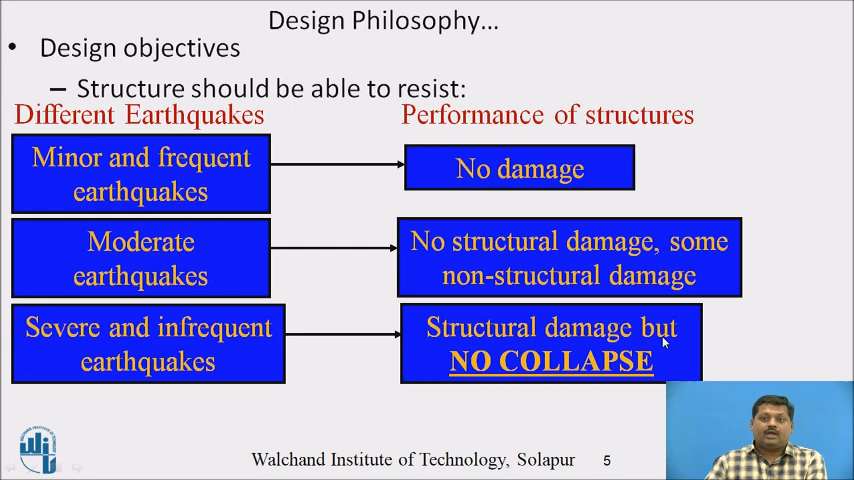 Design Philosophy...
• Design objectives
– Structure should be able to resist:
Different Earthquakes
Performance of structures
Minor and frequent
earthquakes
No damage
Moderate
earthquakes
No structural damage, some
non-structural damage
Severe and infrequent
earthquakes
Structural damage but
NO COLLAPSE
Walchand Institute of Technology, Solapur 5